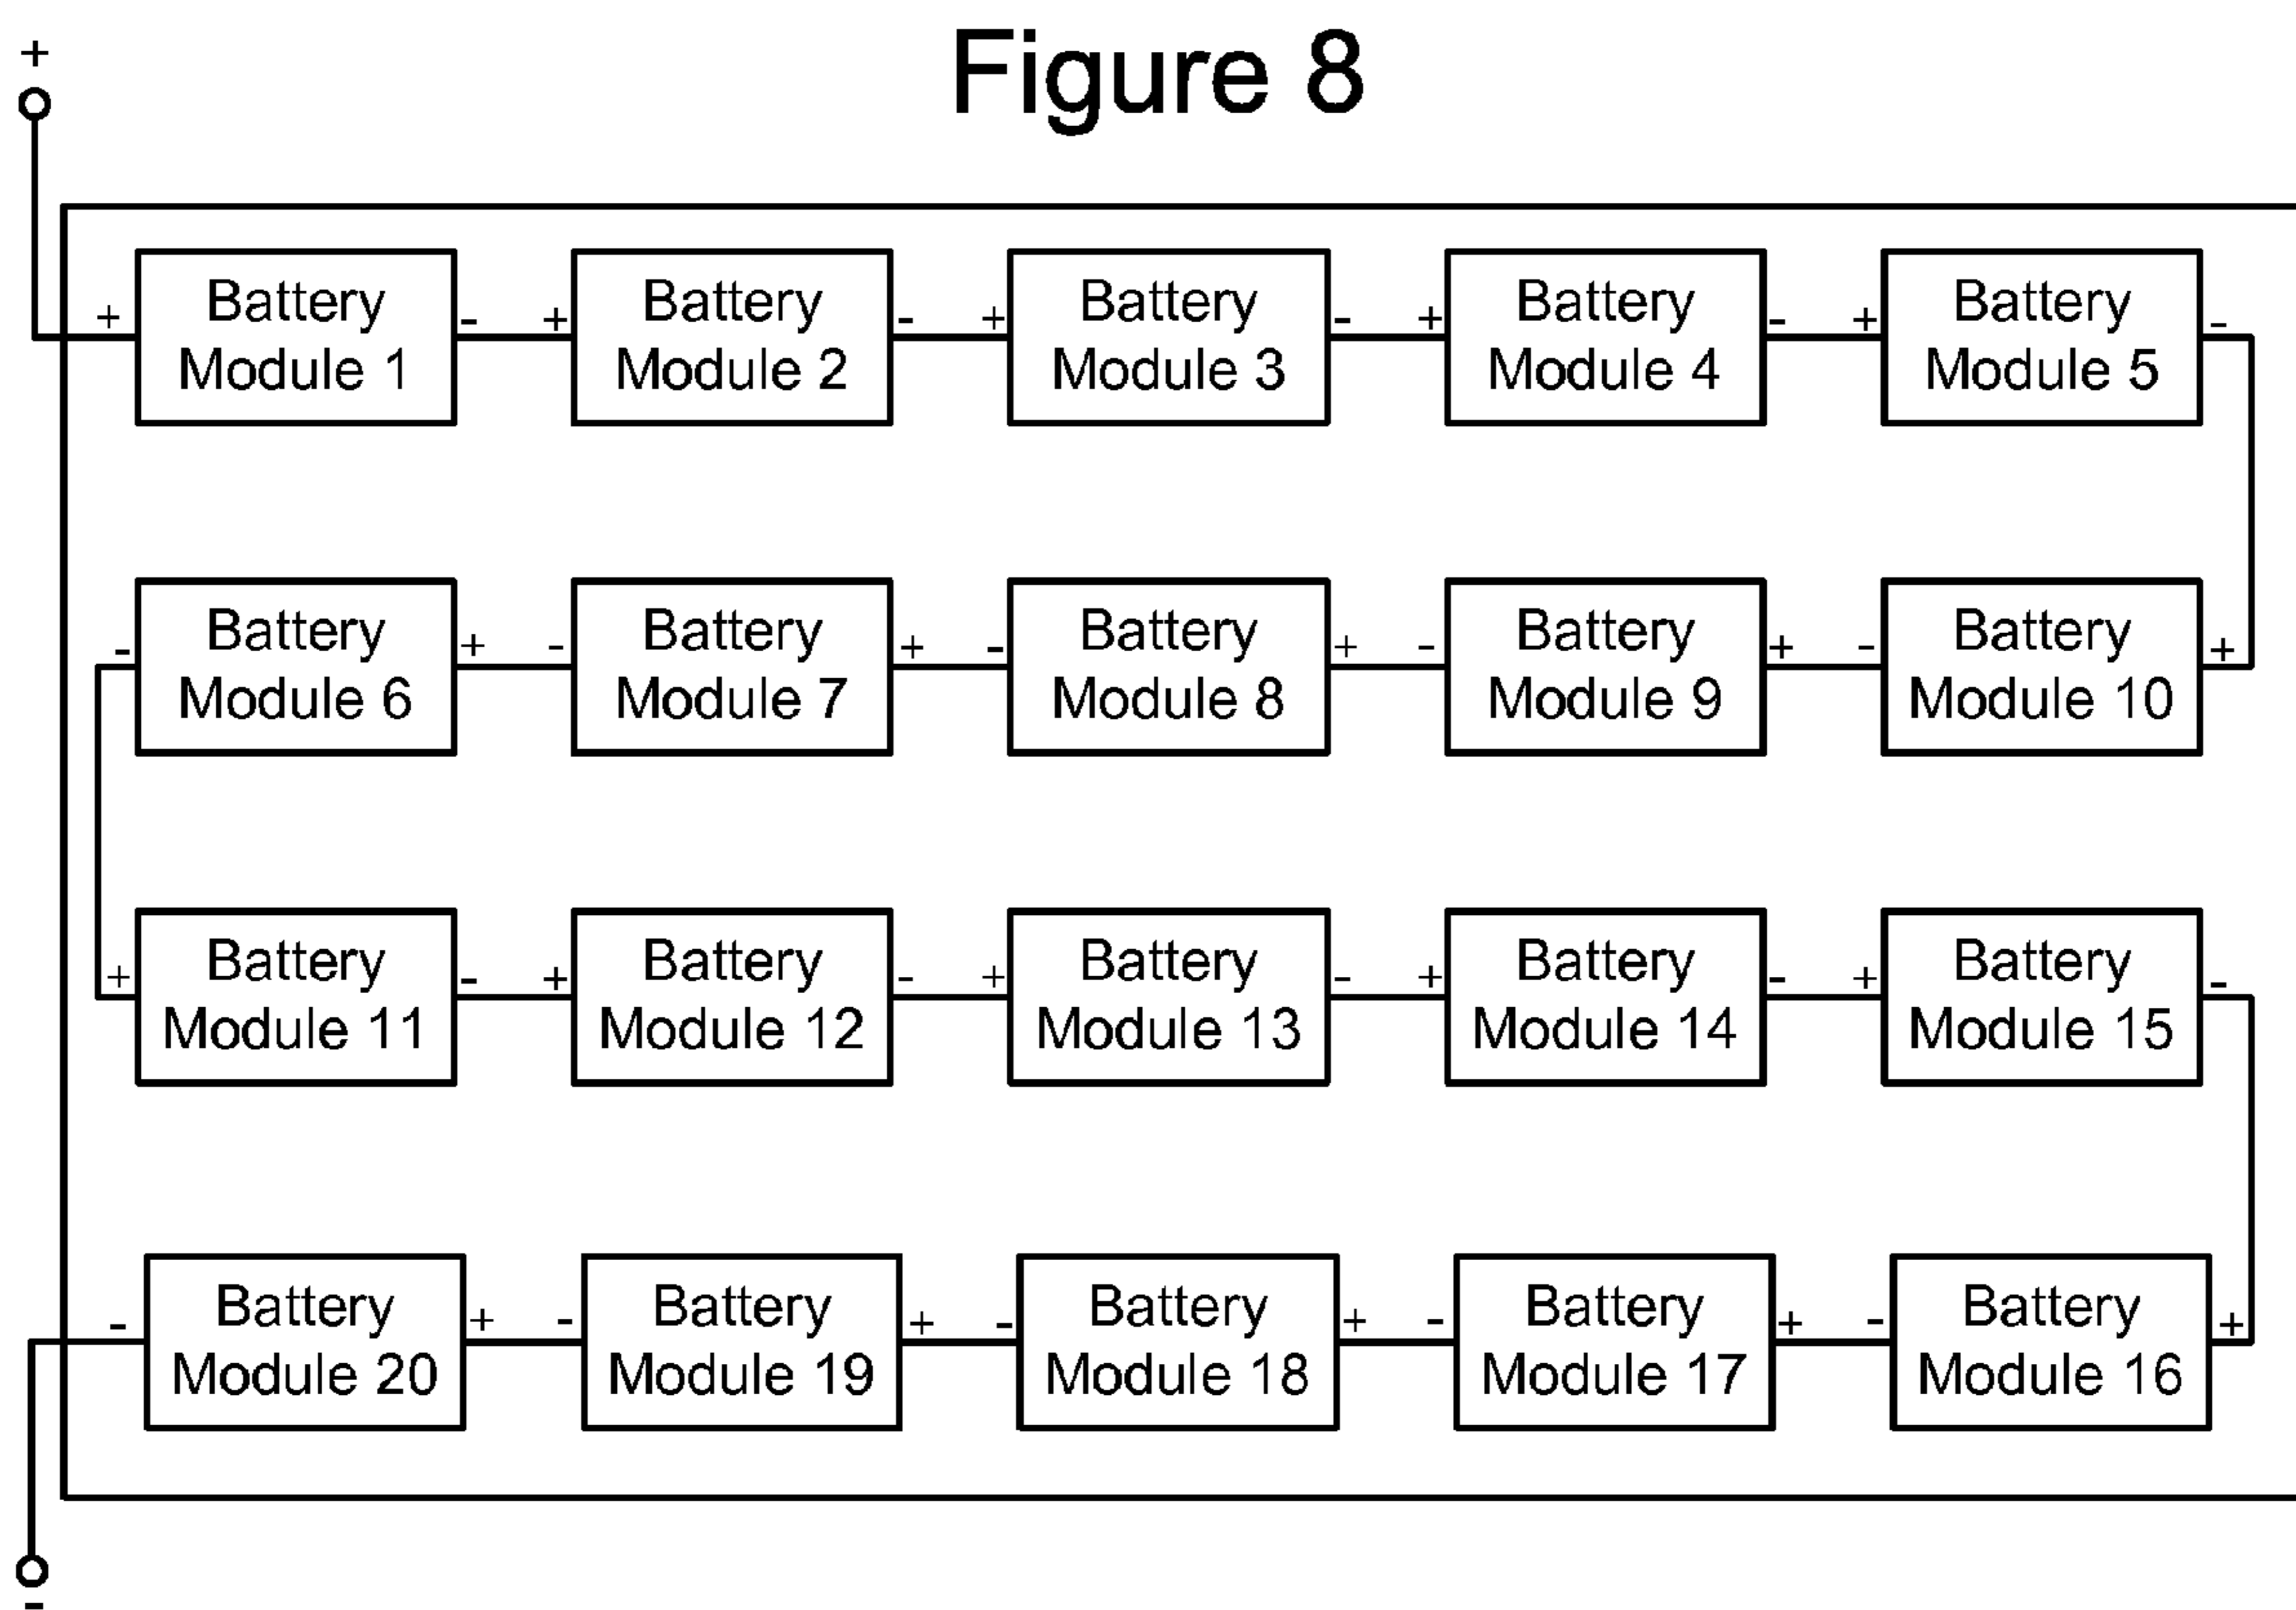 Figure 8
+
+ Battery Module 1 - + Battery Module 2 - + Battery Module 3 - + Battery Module 4 - + Battery Module 5 -
- Battery Module 6 + - Battery Module 7 + - Battery Module 8 + - Battery Module 9 + - Battery Module 10 +
+ Battery Module 11 - + Battery Module 12 - + Battery Module 13 - + Battery Module 14 - + Battery Module 15 -
- Battery Module 20 + - Battery Module 19 + - Battery Module 18 + - Battery Module 17 + - Battery Module 16 +
-